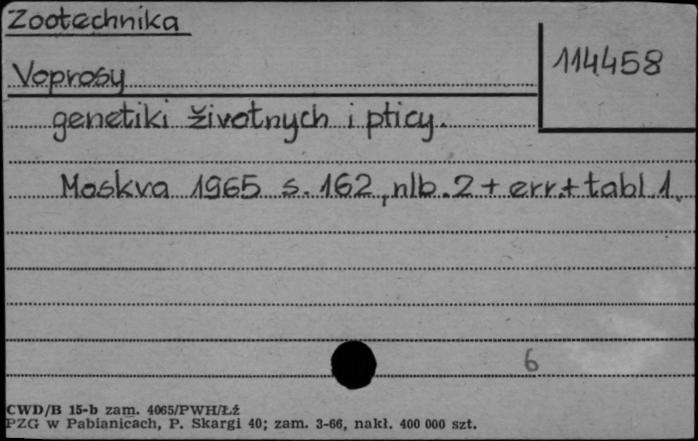 Zootechnika
114458
Voprosy
genetiki životnych i pticy.
Moskva 1965 s. 162, nlb. 2 + err. + tabl. 1.
6
CWD/B 15-b zam. 4065/PWH/Łź
PZG w Pabianicach, P. Skargi 40; zam. 3-66, nakł. 400 000 szt.